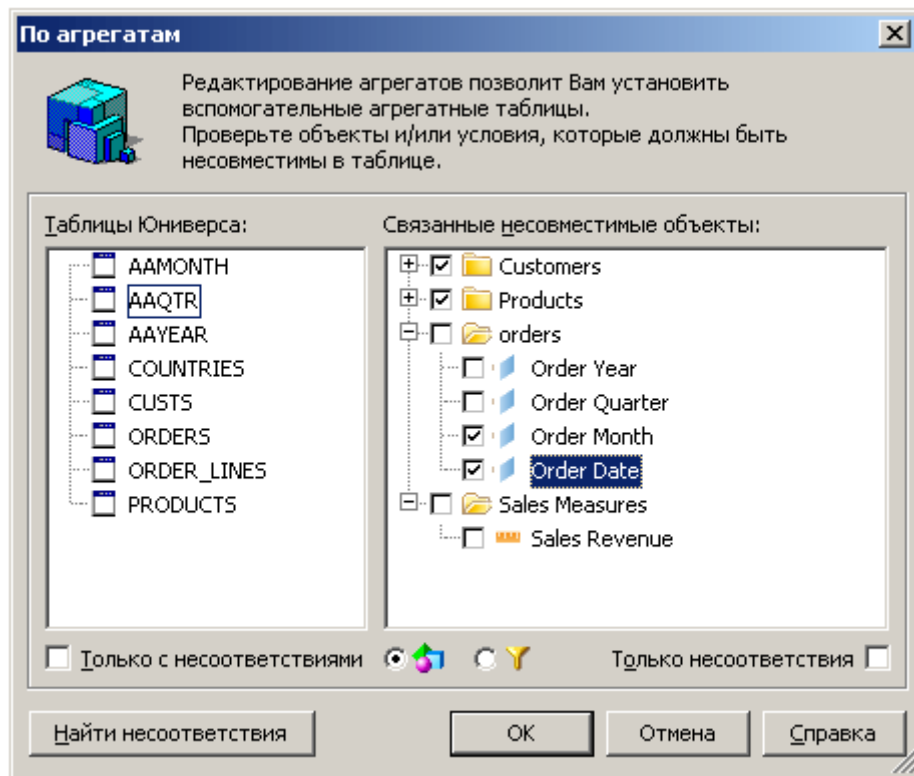 По агрегатам
Редактирование агрегатов позволит Вам установить
вспомогательные агрегатные таблицы.
Проверьте объекты и/или условия, которые должны быть
несовместимы в таблице.
Таблицы Юниверса:
AAMONTH
AAQTR
AAYEAR
COUNTRIES
CUSTS
ORDERS
ORDER_LINES
PRODUCTS
Связанные несовместимые объекты:
Customers
Products
orders
Order Year
Order Quarter
Order Month
Order Date
Sales Measures
Sales Revenue
Только с несоответствиями
Только несоответствия
Найти несоответствия
OK
Отмена
Справка